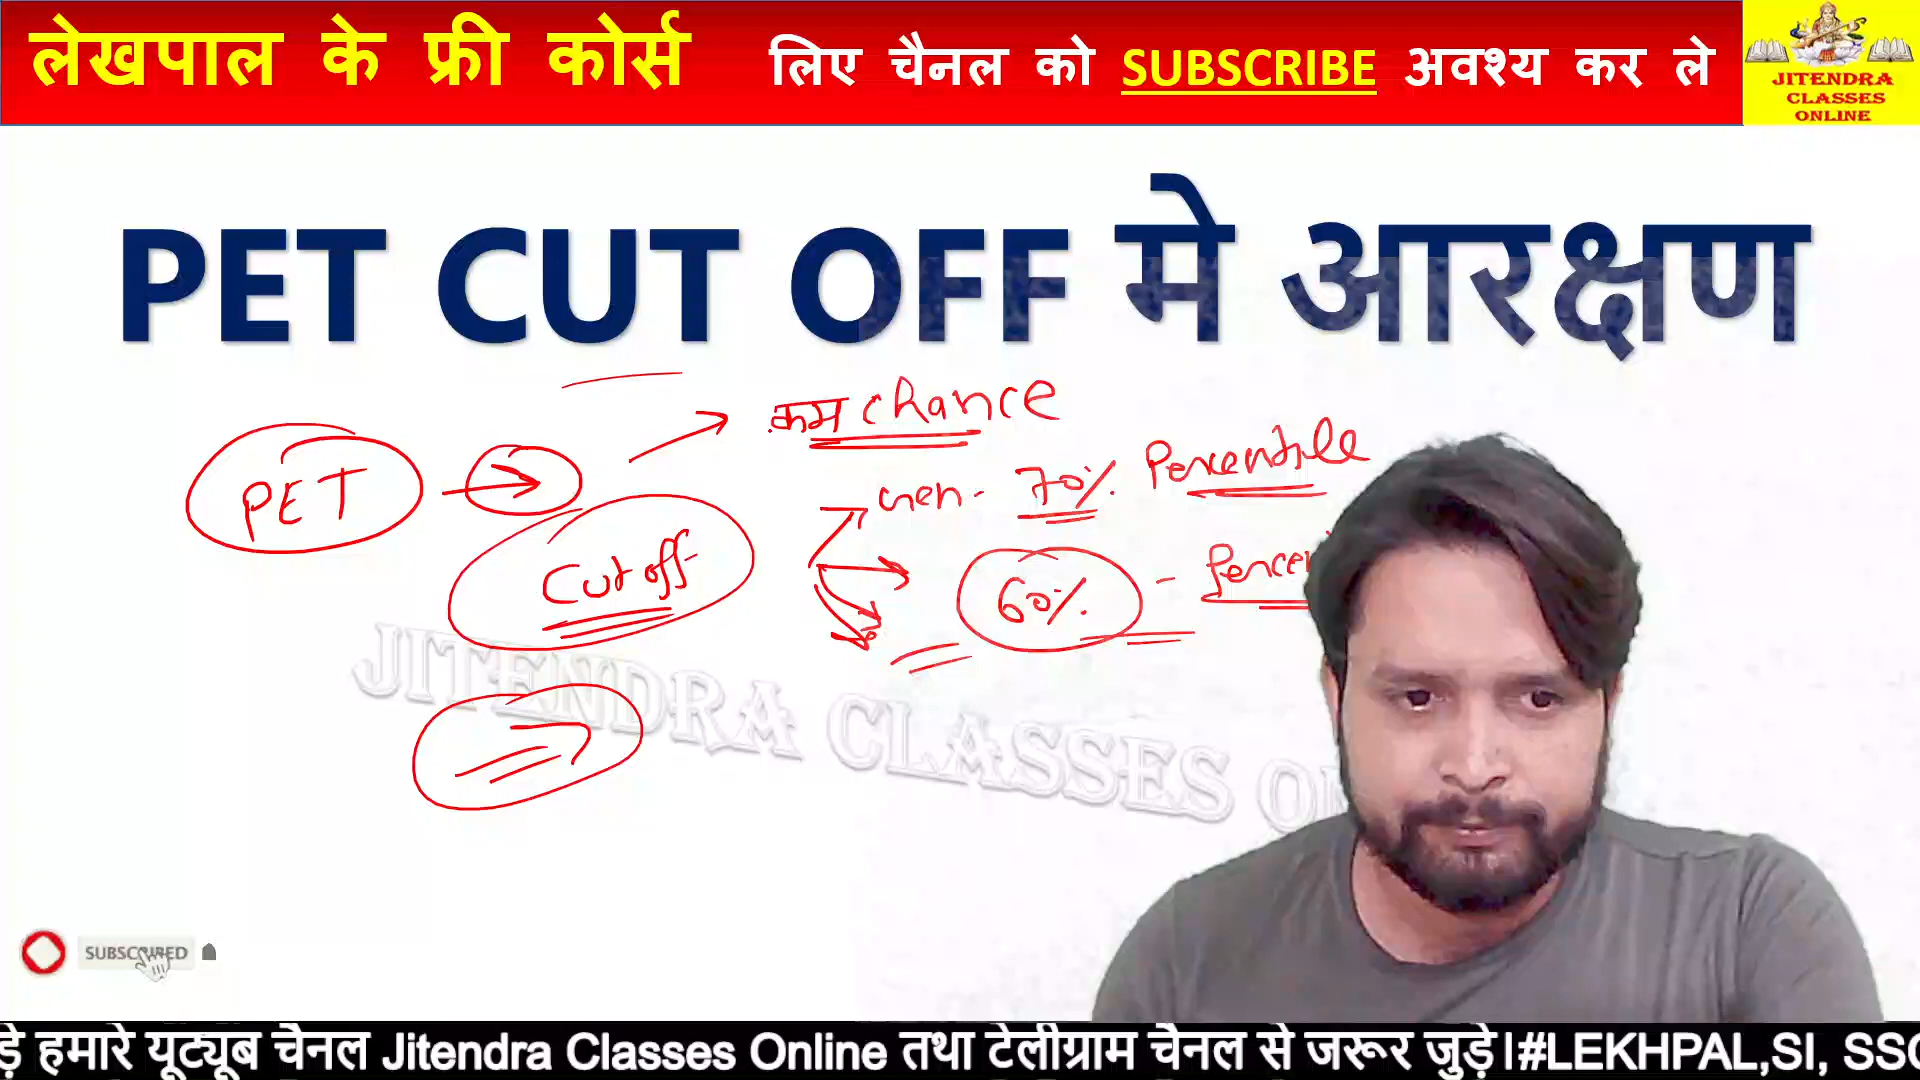 लेखपाल के फ्री कोर्स लिए चैनल को SUBSCRIBE अवश्य कर ले
JITENDRA
CLASSES
ONLINE
PET CUT OFF मे आरक्षण
कम chance
PET
Gen - 70% Percentile
Cut off
60% - Percen
JITENDRA CLASSES
SUBSCRIBED
ड़े हमारे यूट्यूब चैनल Jitendra Classes Online तथा टेलीग्राम चैनल से जरूर जुड़े।#LEKHPAL,SI, SSC